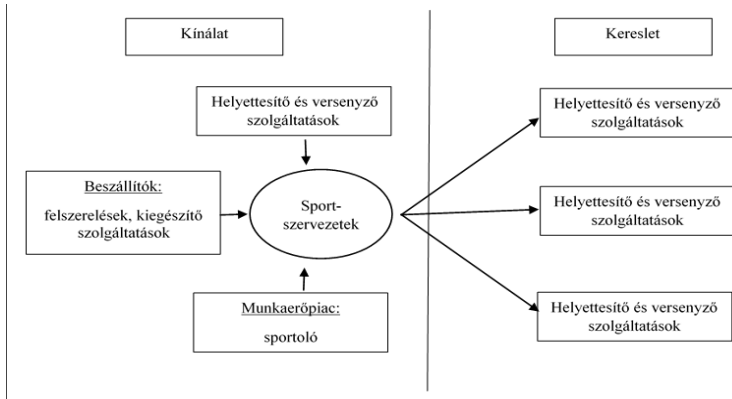 Kínálat
Kereslet
Helyettesítő és versenyző
szolgáltatások
Beszállítók:
felszerelések, kiegészítő
szolgáltatások
Sport-
szervezetek
Munkaerőpiac:
sportoló
Helyettesítő és versenyző
szolgáltatások
Helyettesítő és versenyző
szolgáltatások
Helyettesítő és versenyző
szolgáltatások